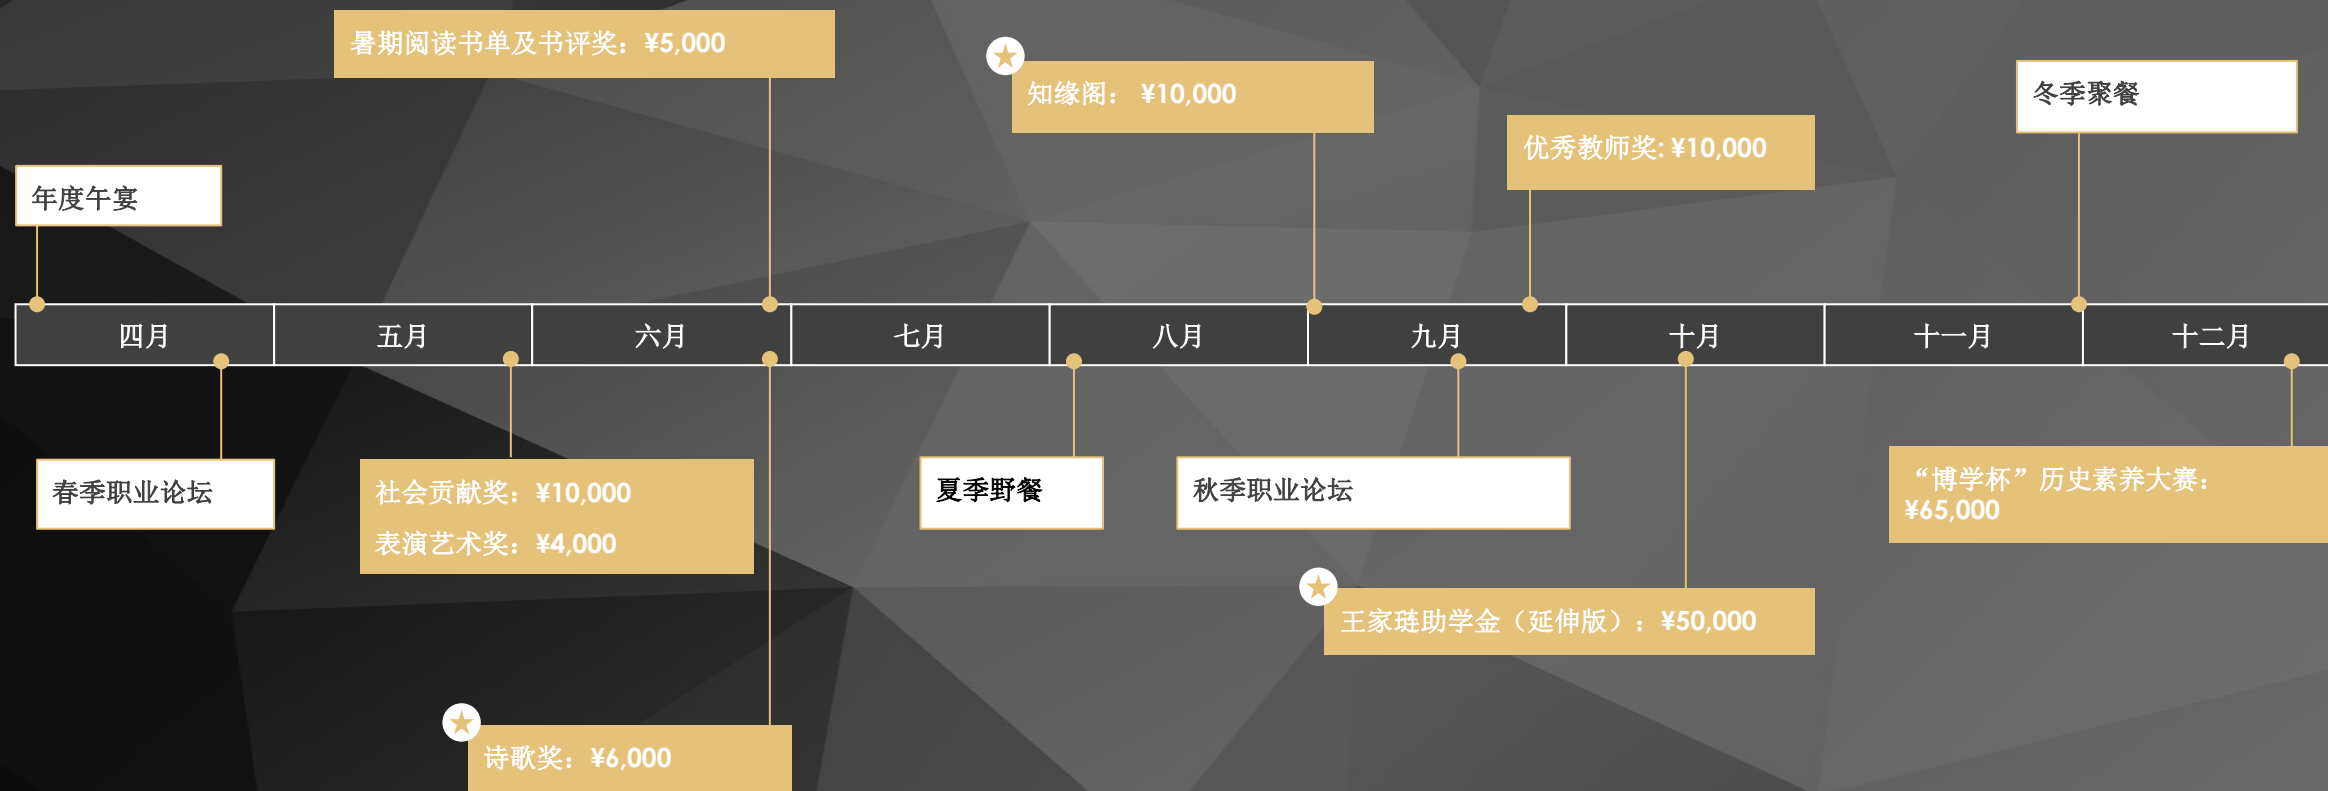 暑期阅读书单及书评奖：¥5,000
知缘阁： ¥10,000
冬季聚餐
优秀教师奖: ¥10,000
年度午宴
四月
五月
六月
七月
八月
九月
十月
十一月
十二月
春季职业论坛
社会贡献奖：¥10,000
表演艺术奖：¥4,000
夏季野餐
秋季职业论坛
“博学杯”历史素养大赛：
¥65,000
王家琏助学金（延伸版）：¥50,000
诗歌奖：¥6,000